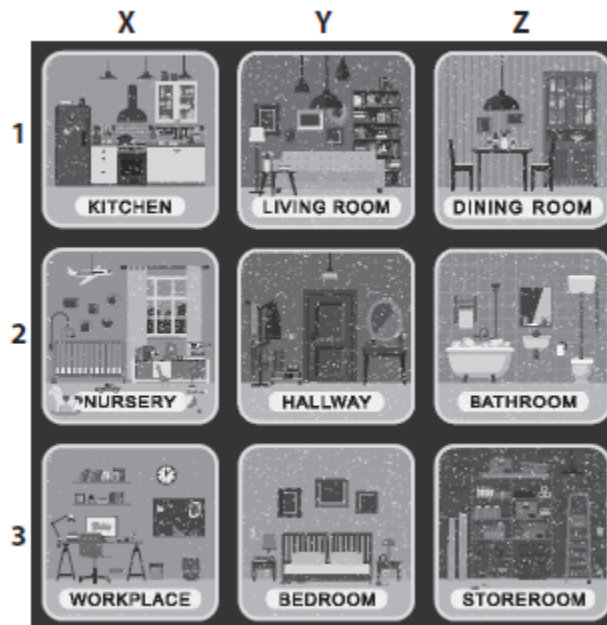 X Y Z
1
KITCHEN LIVING ROOM DINING ROOM
2
NURSERY HALLWAY BATHROOM
3
WORKPLACE BEDROOM STOREROOM